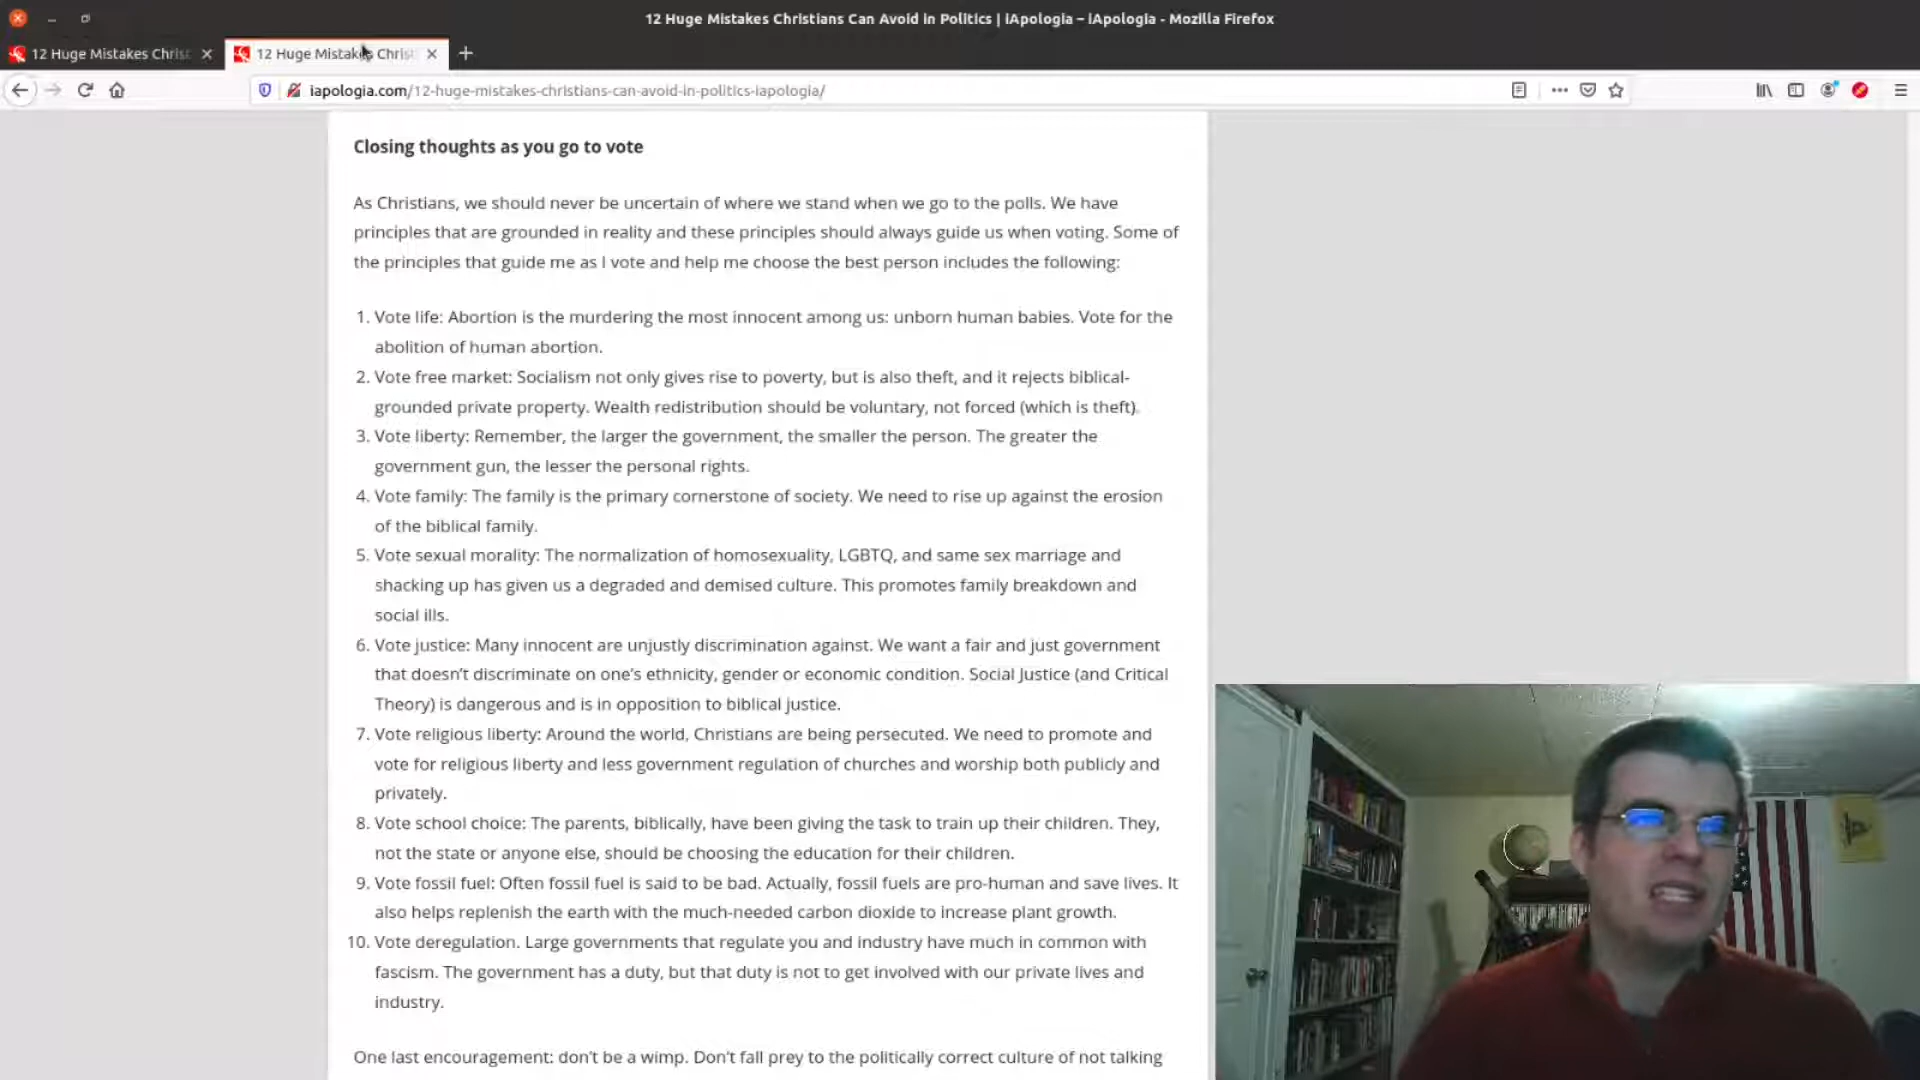 12 Huge Mistakes Christians Can Avoid in Politics | iApologia – iApologia - Mozilla Firefox
12 Huge Mistakes Christ
12 Huge Mistakes Christ
iapologia.com/12-huge-mistakes-christians-can-avoid-in-politics-iapologia/
Closing thoughts as you go to vote
As Christians, we should never be uncertain of where we stand when we go to the polls. We have
principles that are grounded in reality and these principles should always guide us when voting. Some of
the principles that guide me as I vote and help me choose the best person includes the following:
1. Vote life: Abortion is the murdering the most innocent among us: unborn human babies. Vote for the
abolition of human abortion.
2. Vote free market: Socialism not only gives rise to poverty, but is also theft, and it rejects biblical-
grounded private property. Wealth redistribution should be voluntary, not forced (which is theft).
3. Vote liberty: Remember, the larger the government, the smaller the person. The greater the
government gun, the lesser the personal rights.
4. Vote family: The family is the primary cornerstone of society. We need to rise up against the erosion
of the biblical family.
5. Vote sexual morality: The normalization of homosexuality, LGBTQ, and same sex marriage and
shacking up has given us a degraded and demised culture. This promotes family breakdown and
social ills.
6. Vote justice: Many innocent are unjustly discrimination against. We want a fair and just government
that doesn’t discriminate on one’s ethnicity, gender or economic condition. Social Justice (and Critical
Theory) is dangerous and is in opposition to biblical justice.
7. Vote religious liberty: Around the world, Christians are being persecuted. We need to promote and
vote for religious liberty and less government regulation of churches and worship both publicly and
privately.
8. Vote school choice: The parents, biblically, have been giving the task to train up their children. They,
not the state or anyone else, should be choosing the education for their children.
9. Vote fossil fuel: Often fossil fuel is said to be bad. Actually, fossil fuels are pro-human and save lives. It
also helps replenish the earth with the much-needed carbon dioxide to increase plant growth.
10. Vote deregulation. Large governments that regulate you and industry have much in common with
fascism. The government has a duty, but that duty is not to get involved with our private lives and
industry.
One last encouragement: don’t be a wimp. Don’t fall prey to the politically correct culture of not talking